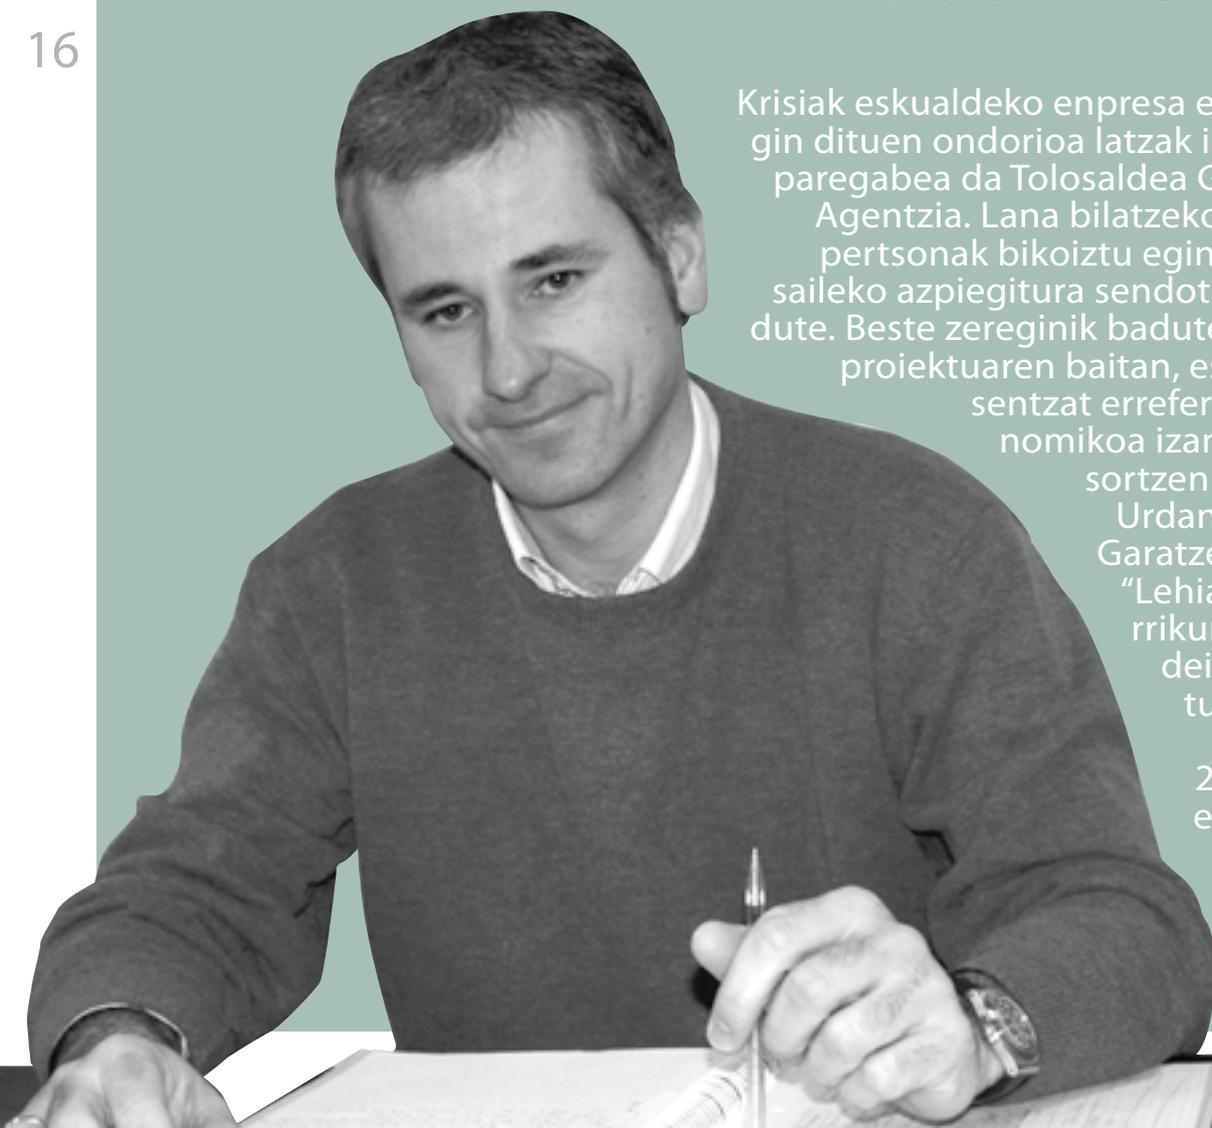 16
Krisiak eskualdeko enpresa e
gin dituen ondorioa latzak i
paregabea da Tolosaldea G
Agentzia. Lana bilatzeko
pertsonak bikoiztu egin
saileko azpiegitura sendot
dute. Beste zereginik badute
proiektuaren baitan, es
sentzat errefer
nomikoa izan
sortzen
Urdan
Garatze
“Lehia
rriku
dei
tu
2
e